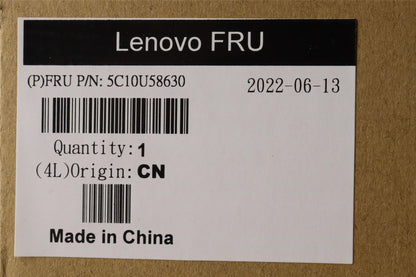 Lenovo FRU
(P)FRU P/N: 5C10U58630
2022-06-13
Quantity: 1
(4L)Origin: CN
Made in China